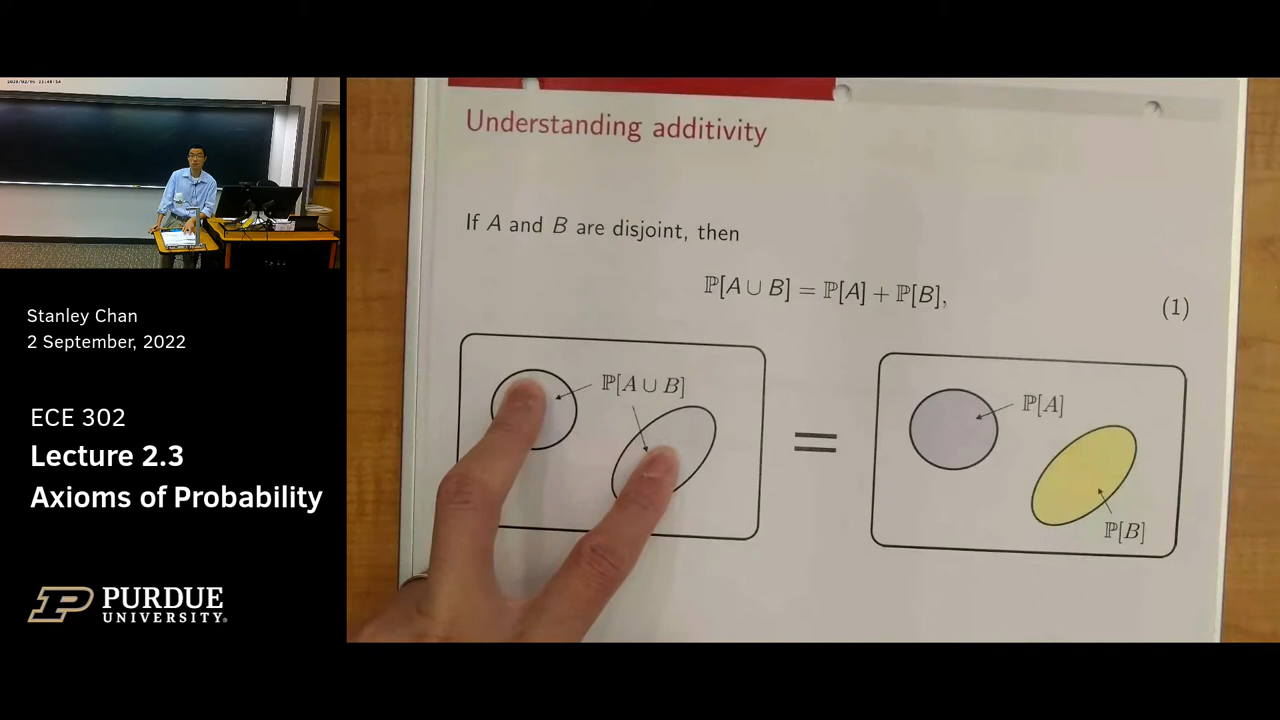 Stanley Chan
2 September, 2022
ECE 302
Lecture 2.3
Axioms of Probability
PURDUE
UNIVERSITY.
Understanding additivity
If A and B are disjoint, then
ℙ[A ∪ B] = ℙ[A] + ℙ[B], (1)
ℙ[A ∪ B]
=
ℙ[A]
ℙ[B]